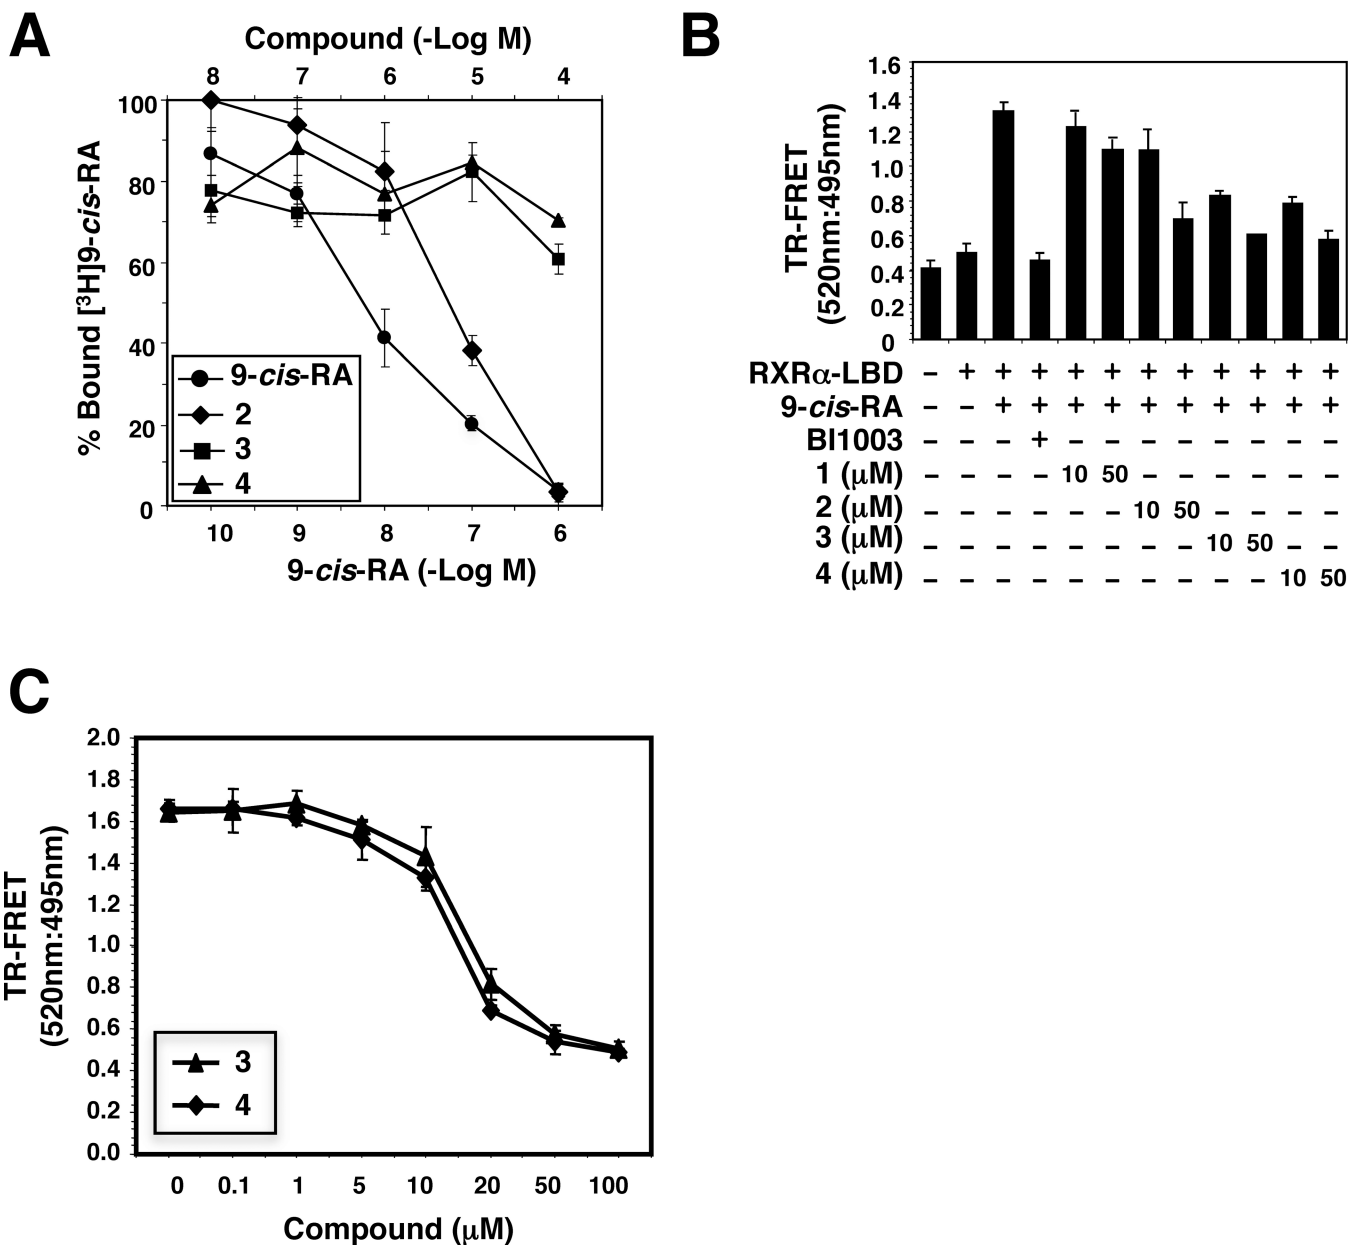 A
Compound (-Log M)
8 7 6 5 4
100
80
60
40
20
0
% Bound [³H]9-cis-RA
9-cis-RA
2
3
4
10 9 8 7 6
9-cis-RA (-Log M)
B
1.6
1.4
1.2
1.0
0.8
0.6
0.4
0.2
0
TR-FRET
(520nm:495nm)
RXRα-LBD – + + + + + + + + + + +
9-cis-RA – – + + + + + + + + + +
BI1003 – – – + – – – – – – – –
1 (μM) – – – – 10 50 – – – – – –
2 (μM) – – – – – – 10 50 – – – –
3 (μM) – – – – – – – – 10 50 – –
4 (μM) – – – – – – – – – – 10 50
C
2.0
1.8
1.6
1.4
1.2
1.0
0.8
0.6
0.4
0.2
0.0
TR-FRET
(520nm:495nm)
3
4
0 0.1 1 5 10 20 50 100
Compound (μM)